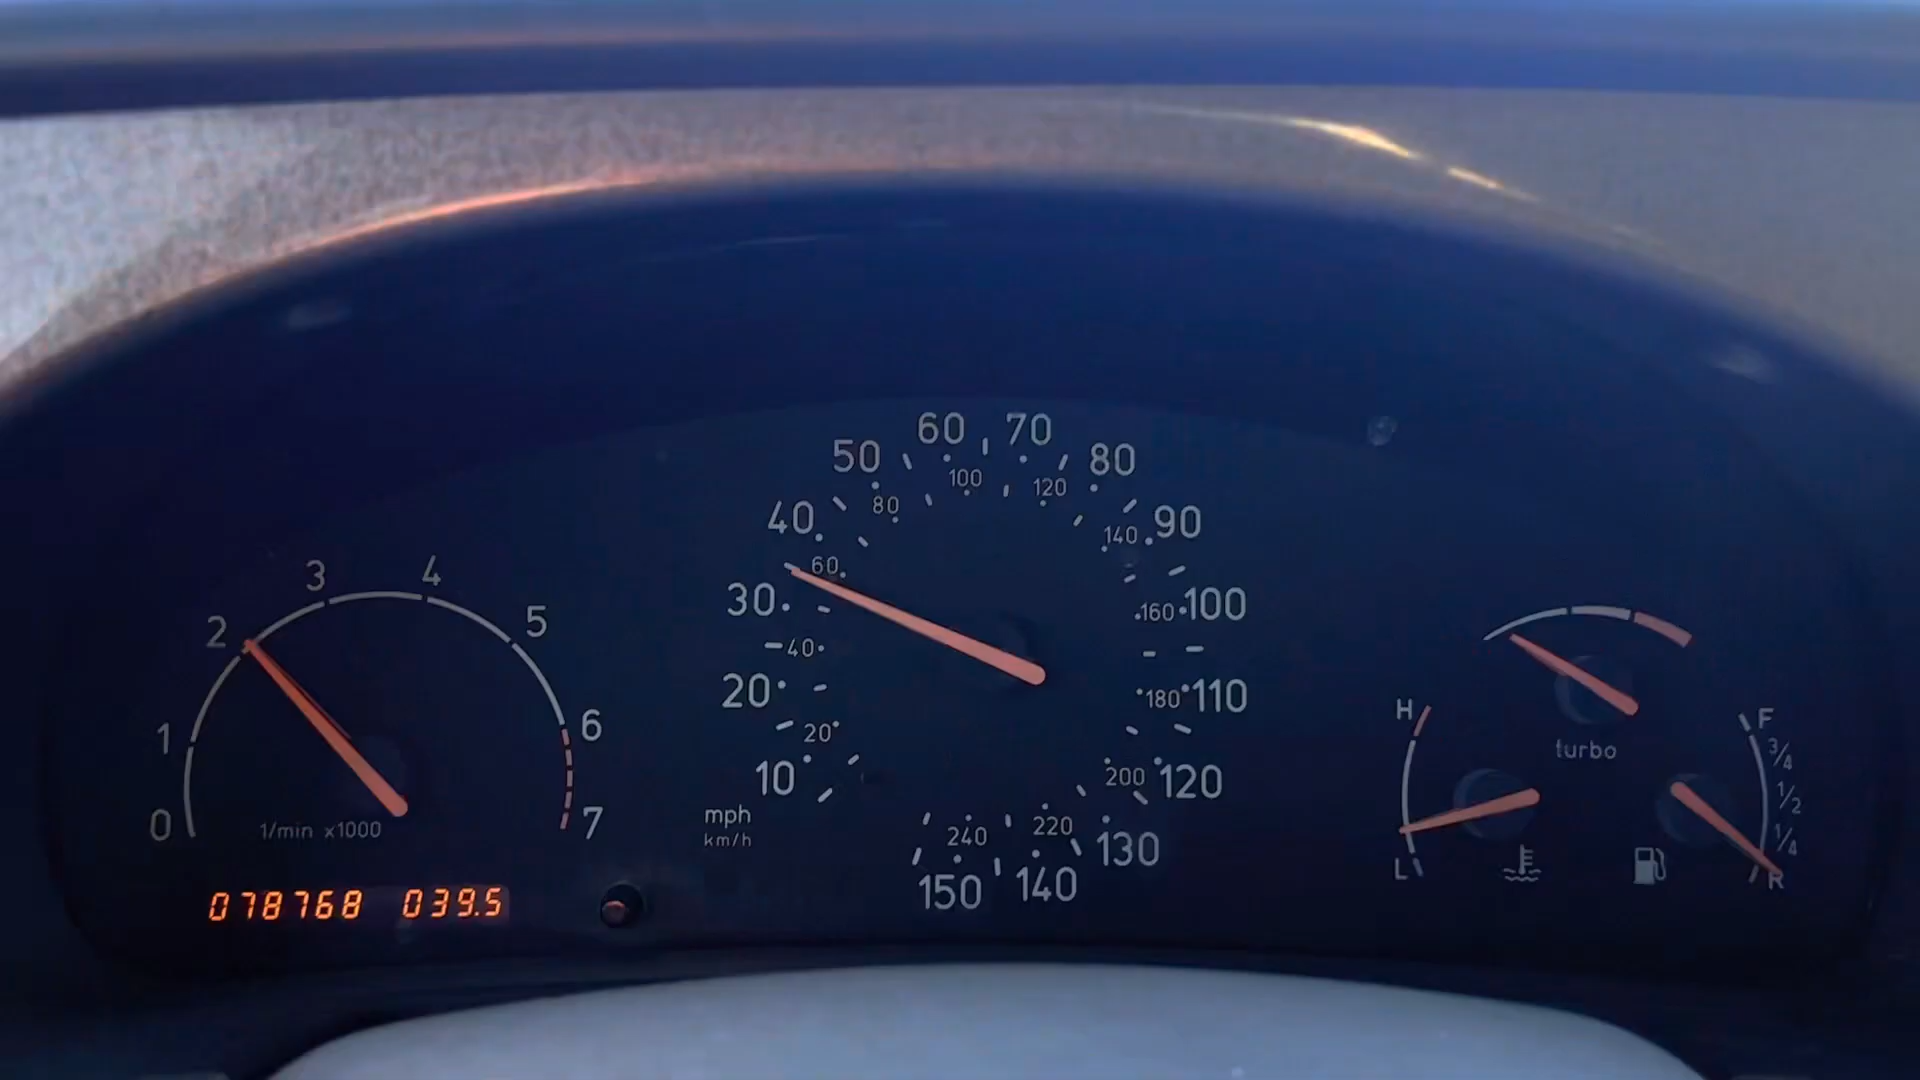 0 1 2 3 4 5 6 7
1/min x1000
078768 039.5
10 20 30 40 50 60 70 80 90 100 110 120 130 140 150
20 40 60 80 100 120 140 160 180 200 220 240
mph
km/h
turbo
H
L
F
3/4
1/2
1/4
R